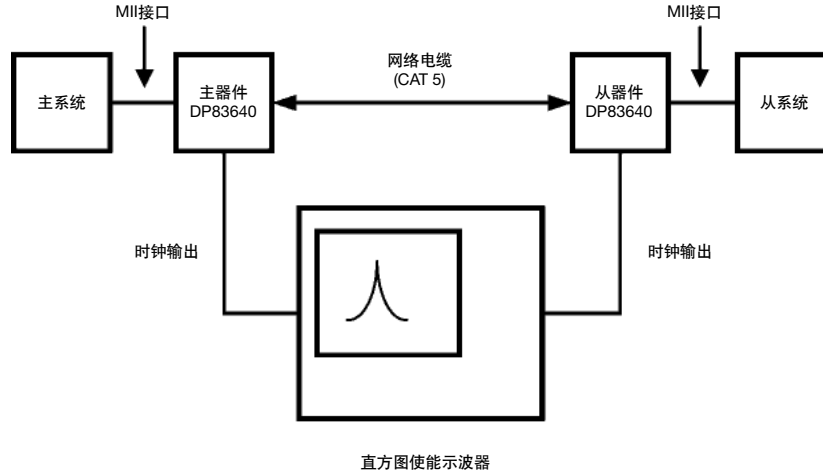 MII接口
MII接口
主系统
主器件
DP83640
网络电缆
(CAT 5)
从器件
DP83640
从系统
时钟输出
时钟输出
直方图使能示波器